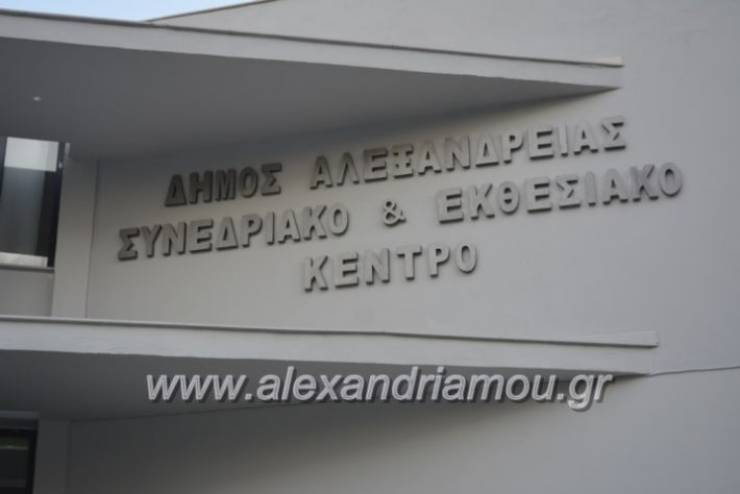 ΔΗΜΟΣ ΑΛΕΞΑΝΔΡΕΙΑΣ
ΣΥΝΕΔΡΙΑΚΟ & ΕΚΘΕΣΙΑΚΟ
ΚΕΝΤΡΟ
www.alexandriamou.gr